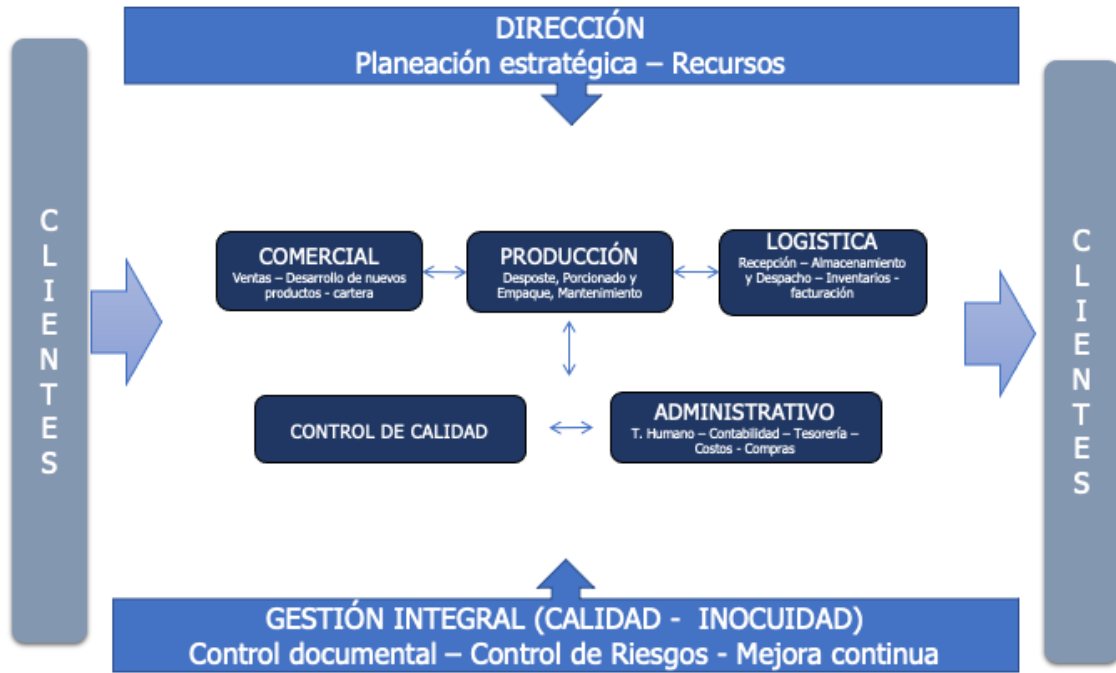 DIRECCIÓN
Planeación estratégica – Recursos
CLIENTES
COMERCIAL
Ventas – Desarrollo de nuevos
productos - cartera
PRODUCCIÓN
Desposte, Porcionado y
Empaque, Mantenimiento
LOGISTICA
Recepción – Almacenamiento
y Despacho – Inventarios -
facturación
CLIENTES
CONTROL DE CALIDAD
ADMINISTRATIVO
T. Humano – Contabilidad – Tesorería –
Costos - Compras
GESTIÓN INTEGRAL (CALIDAD - INOCUIDAD)
Control documental – Control de Riesgos - Mejora continua